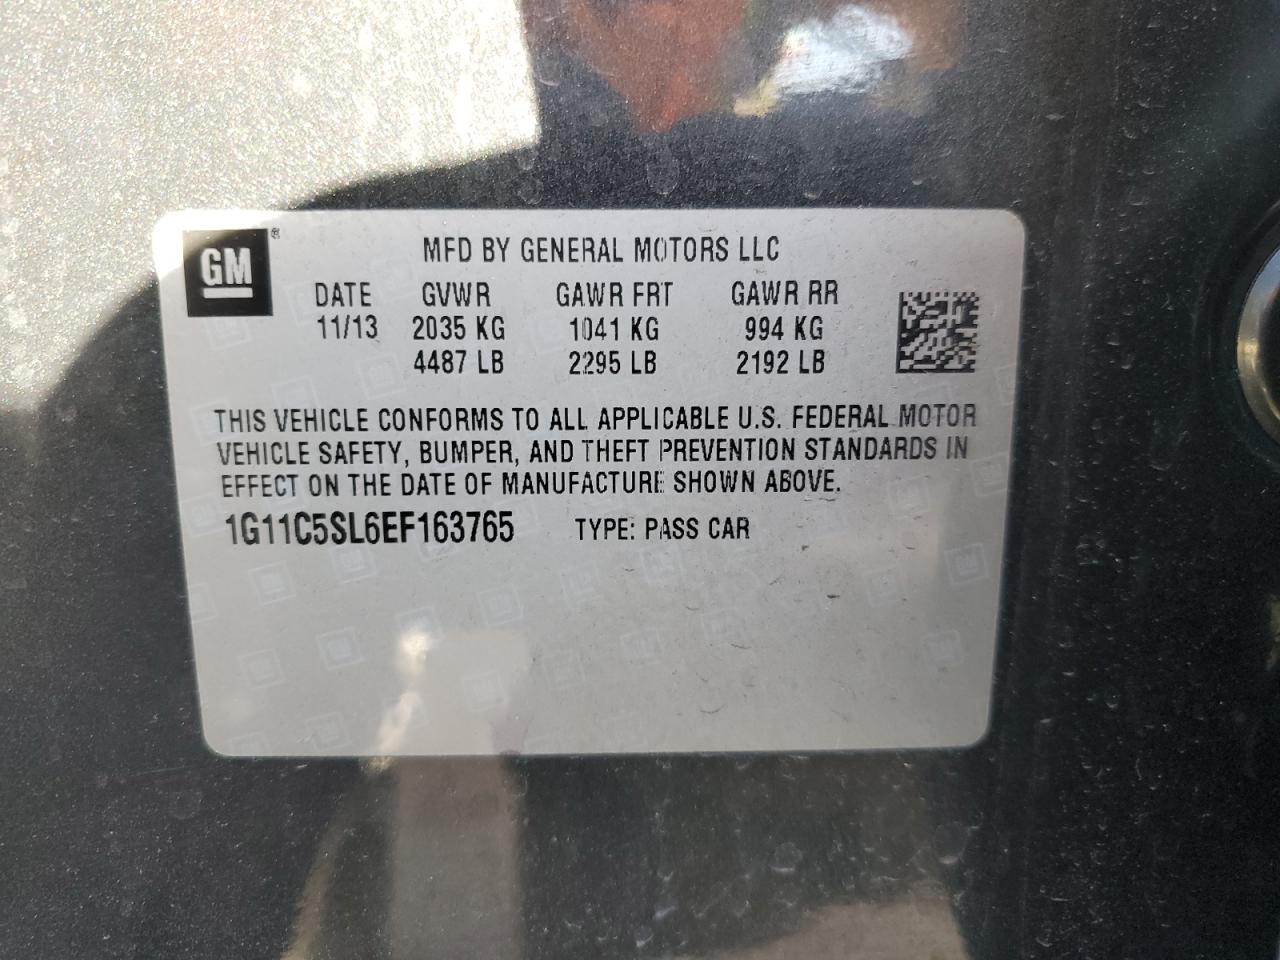 GM ®
MFD BY GENERAL MOTORS LLC
DATE GVWR GAWR FRT GAWR RR
11/13 2035 KG 1041 KG 994 KG
4487 LB 2295 LB 2192 LB
THIS VEHICLE CONFORMS TO ALL APPLICABLE U.S. FEDERAL MOTOR
VEHICLE SAFETY, BUMPER, AND THEFT PREVENTION STANDARDS IN
EFFECT ON THE DATE OF MANUFACTURE SHOWN ABOVE.
1G11C5SL6EF163765 TYPE: PASS CAR